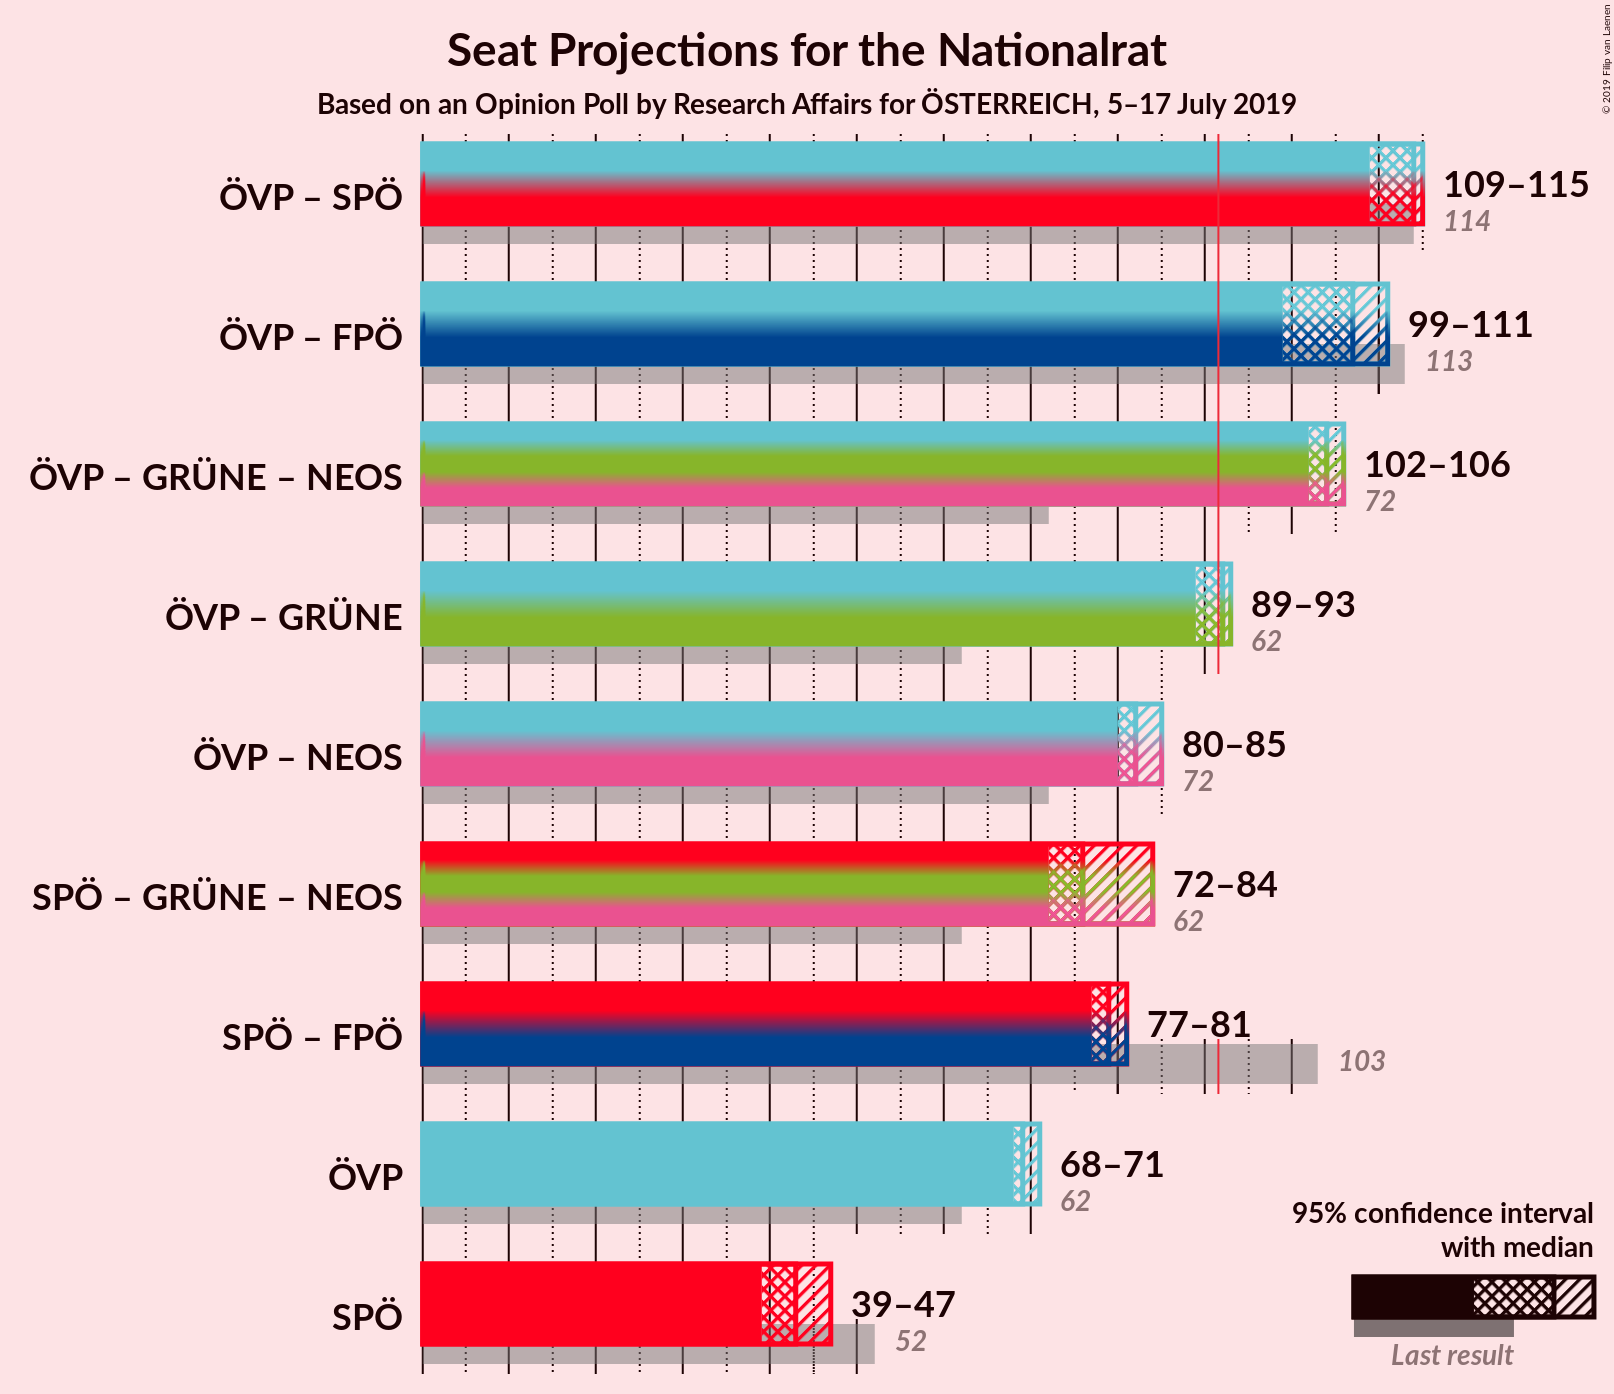 Seat Projections for the Nationalrat
Based on an Opinion Poll by Research Affairs for ÖSTERREICH, 5–17 July 2019
© 2019 Filip van Laenen
ÖVP – SPÖ
109–115
114
ÖVP – FPÖ
99–111
113
ÖVP – GRÜNE – NEOS
102–106
72
ÖVP – GRÜNE
89–93
62
ÖVP – NEOS
80–85
72
SPÖ – GRÜNE – NEOS
72–84
62
SPÖ – FPÖ
77–81
103
ÖVP
68–71
62
SPÖ
39–47
52
95% confidence interval
with median
Last result